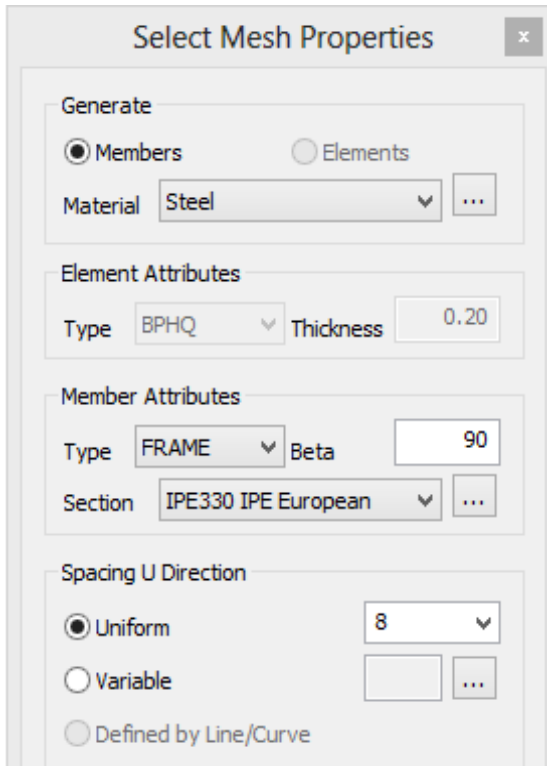 Select Mesh Properties x
Generate
Members Elements
Material Steel ...
Element Attributes
Type BPHQ Thickness 0.20
Member Attributes
Type FRAME Beta 90
Section IPE330 IPE European ...
Spacing U Direction
Uniform 8
Variable ...
Defined by Line/Curve